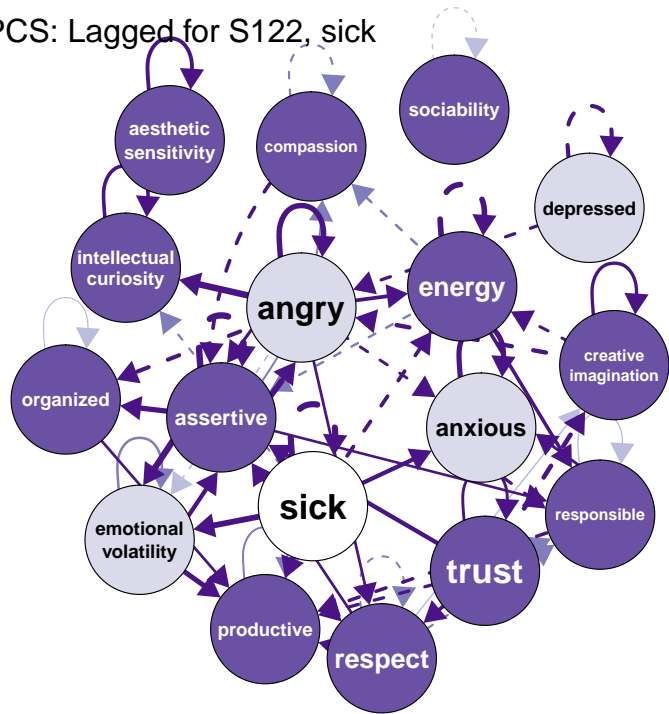 PCS: Lagged for S122, sick
aesthetic
sensitivity
compassion
sociability
depressed
intellectual
curiosity
angry
energy
creative
imagination
organized
assertive
anxious
sick
responsible
emotional
volatility
trust
productive
respect